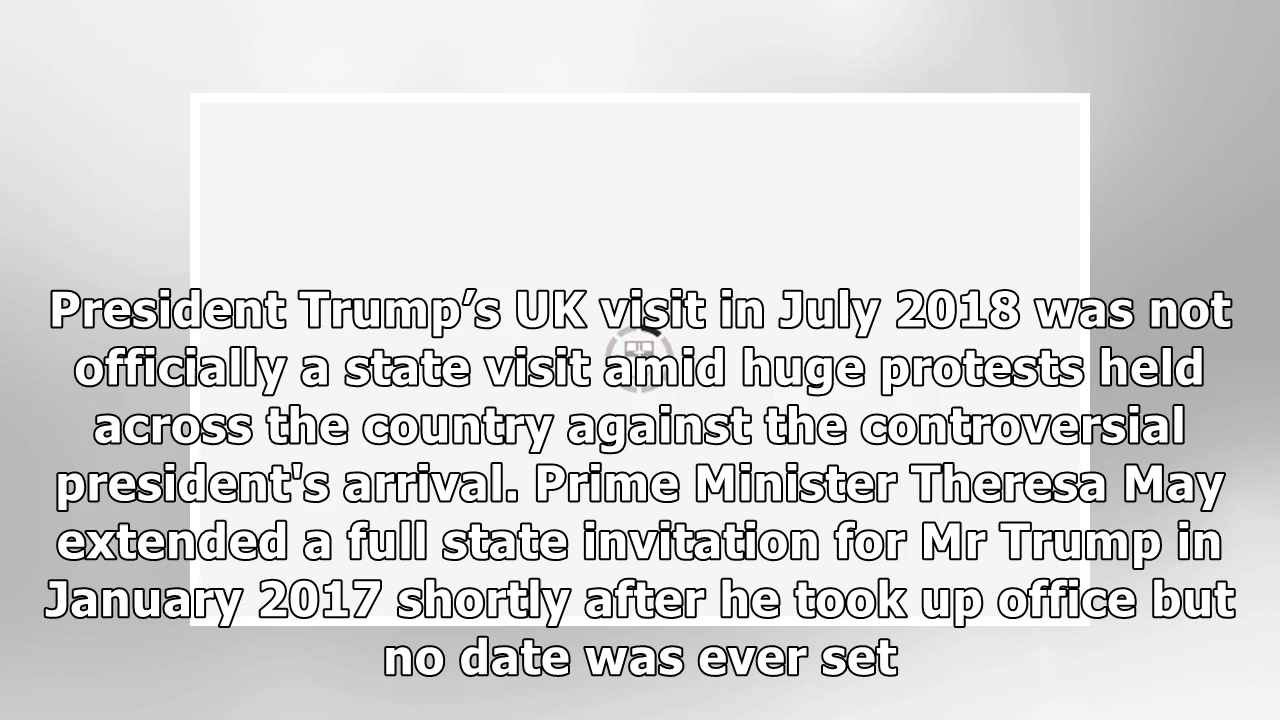 President Trump’s UK visit in July 2018 was not
officially a state visit amid huge protests held
across the country against the controversial
president's arrival. Prime Minister Theresa May
extended a full state invitation for Mr Trump in
January 2017 shortly after he took up office but
no date was ever set